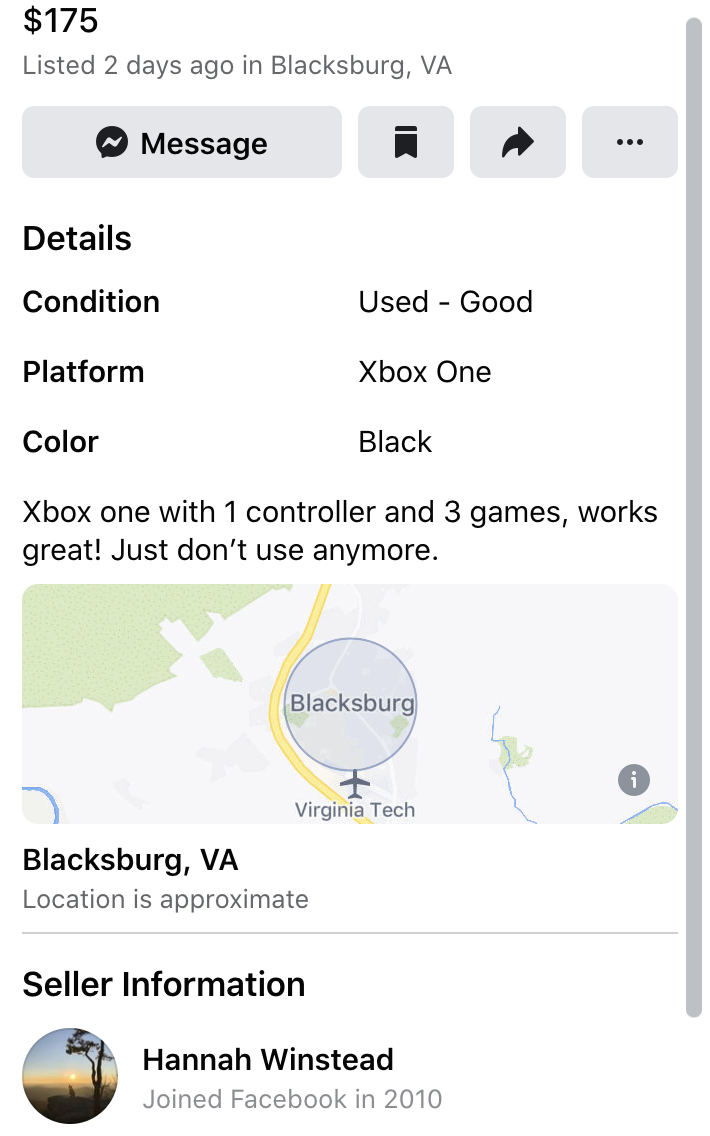 $175
Listed 2 days ago in Blacksburg, VA
Message
Details
Condition Used - Good
Platform Xbox One
Color Black
Xbox one with 1 controller and 3 games, works
great! Just don’t use anymore.
Blacksburg
Virginia Tech
Blacksburg, VA
Location is approximate
Seller Information
Hannah Winstead
Joined Facebook in 2010